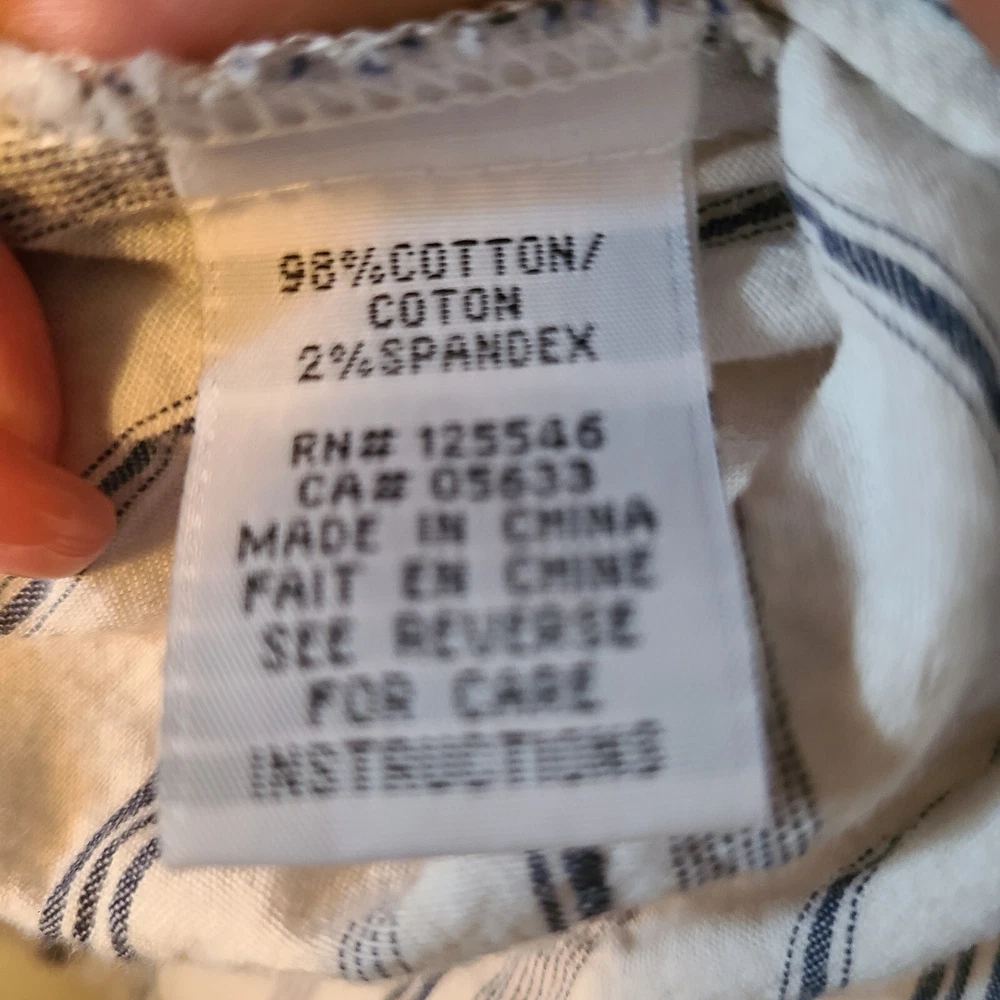 98%COTTON/
COTON
2%SPANDEX
RN# 125546
CA# 05633
MADE IN CHINA
FAIT EN CHINE
SEE REVERSE
FOR CARE
INSTRUCTIONS